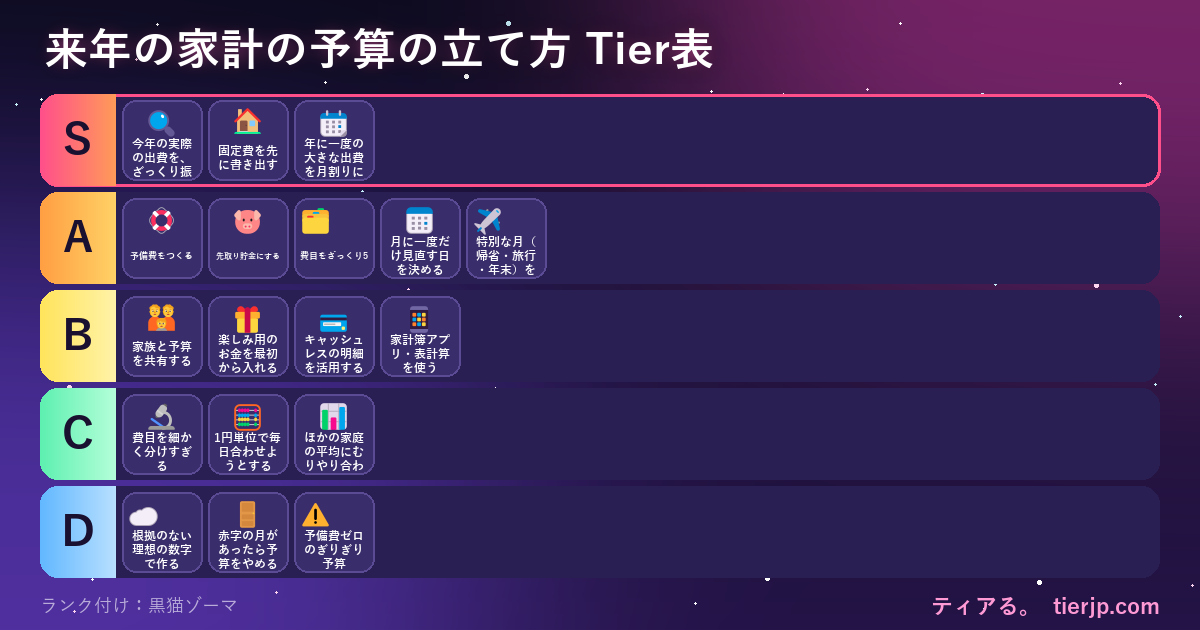 来年の家計の予算の立て方 Tier表
S
今年の実際
の出費を、
ざっくり振
固定費を先
に書き出す
年に一度の
大きな出費
を月割りに
A
予備費をつくる
先取り貯金にする
費目をざっくり5
月に一度だ
け見直す日
を決める
特別な月（
帰省・旅行
・年末）を
B
家族と予算
を共有する
楽しみ用の
お金を最初
から入れる
キャッシュ
レスの明細
を活用する
家計簿アプ
リ・表計算
を使う
C
費目を細か
く分けすぎ
る
1円単位で毎
日合わせよ
うとする
ほかの家庭
の平均にむ
りやり合わ
D
根拠のない
理想の数字
で作る
赤字の月が
あったら予
算をやめる
予備費ゼロ
のぎりぎり
予算
ランク付け：黒猫ゾーマ
ティアる。 tierjp.com